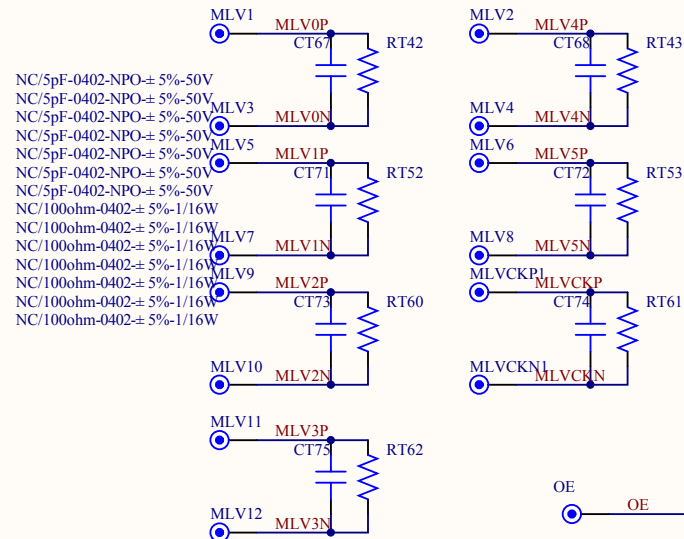 MLV1
MLV0P
CT67
RT42
MLV3
MLV0N
MLV2
MLV4P
CT68
RT43
MLV4
MLV4N
NC/5pF-0402-NPO-± 5%-50V
NC/5pF-0402-NPO-± 5%-50V
NC/5pF-0402-NPO-± 5%-50V
NC/5pF-0402-NPO-± 5%-50V
NC/5pF-0402-NPO-± 5%-50V
NC/5pF-0402-NPO-± 5%-50V
NC/5pF-0402-NPO-± 5%-50V
NC/100ohm-0402-± 5%-1/16W
NC/100ohm-0402-± 5%-1/16W
NC/100ohm-0402-± 5%-1/16W
NC/100ohm-0402-± 5%-1/16W
NC/100ohm-0402-± 5%-1/16W
NC/100ohm-0402-± 5%-1/16W
NC/100ohm-0402-± 5%-1/16W
MLV5
MLV1P
CT71
RT52
MLV7
MLV1N
MLV6
MLV5P
CT72
RT53
MLV8
MLV5N
MLV9
MLV2P
CT73
RT60
MLV10
MLV2N
MLVCKP1
MLVCKP
CT74
RT61
MLVCKN1
MLVCKN
MLV11
MLV3P
CT75
RT62
MLV12
MLV3N
OE
OE